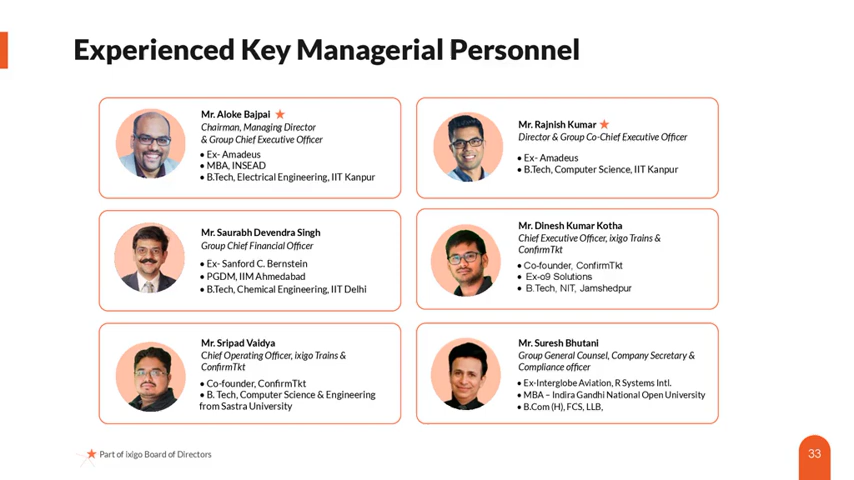 Experienced Key Managerial Personnel
Mr. Aloke Bajpai
Chairman, Managing Director
& Group Chief Executive Officer
• Ex- Amadeus
• MBA, INSEAD
• B.Tech, Electrical Engineering, IIT Kanpur
Mr. Rajnish Kumar
Director & Group Co-Chief Executive Officer
• Ex- Amadeus
• B.Tech, Computer Science, IIT Kanpur
Mr. Saurabh Devendra Singh
Group Chief Financial Officer
• Ex- Sanford C. Bernstein
• PGDM, IIM Ahmedabad
• B.Tech, Chemical Engineering, IIT Delhi
Mr. Dinesh Kumar Kotha
Chief Executive Officer, ixigo Trains &
ConfirmTkt
• Co-founder, ConfirmTkt
• Ex-o9 Solutions
• B.Tech, NIT, Jamshedpur
Mr. Sripad Vaidya
Chief Operating Officer, ixigo Trains &
ConfirmTkt
• Co-founder, ConfirmTkt
• B. Tech, Computer Science & Engineering
from Sastra University
Mr. Suresh Bhutani
Group General Counsel, Company Secretary &
Compliance officer
• Ex-Interglobe Aviation, R Systems Intl.
• MBA – Indira Gandhi National Open University
• B.Com (H), FCS, LLB,
Part of ixigo Board of Directors
33